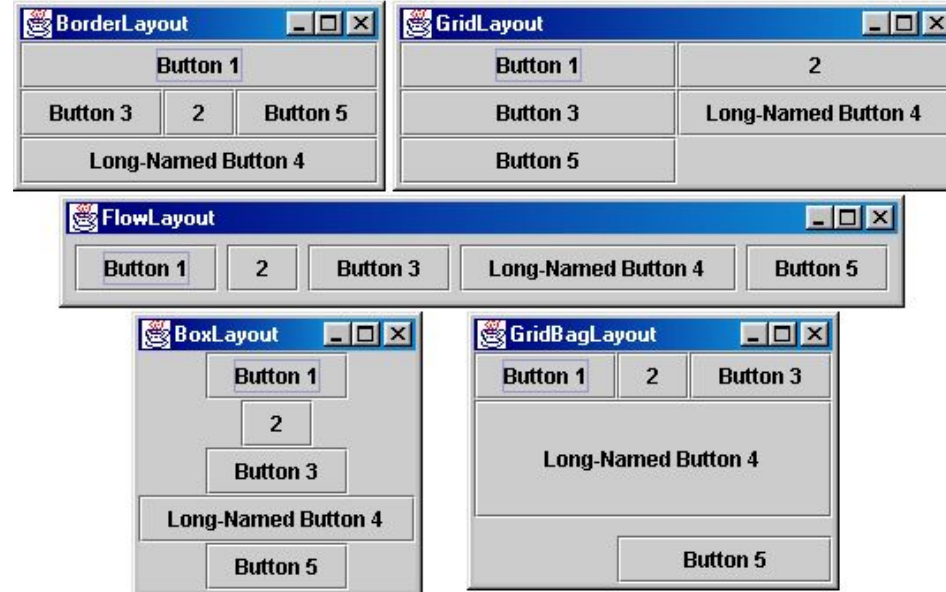 BorderLayout
Button 1
Button 3 2 Button 5
Long-Named Button 4
GridLayout
Button 1 2
Button 3 Long-Named Button 4
Button 5
FlowLayout
Button 1 2 Button 3 Long-Named Button 4 Button 5
BoxLayout
Button 1
2
Button 3
Long-Named Button 4
Button 5
GridBagLayout
Button 1 2 Button 3
Long-Named Button 4
Button 5